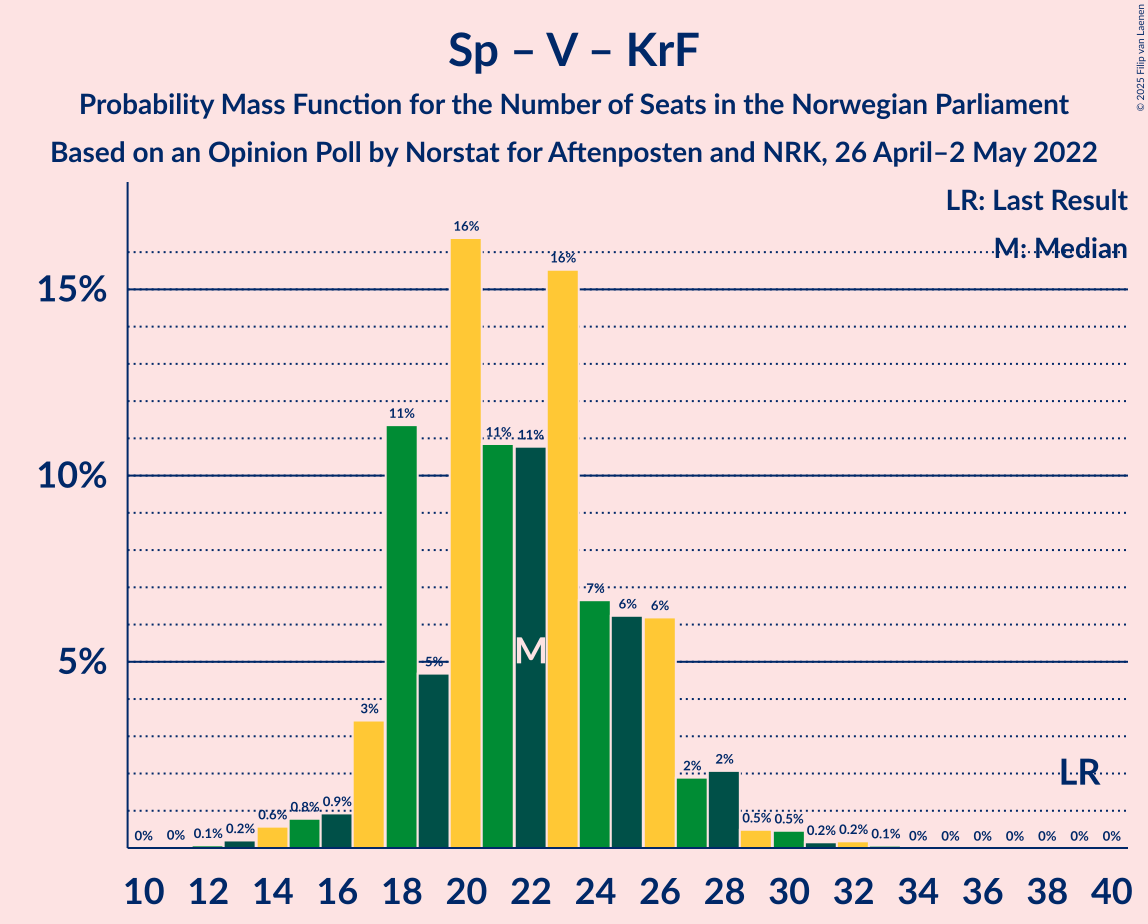 Sp – V – KrF
Probability Mass Function for the Number of Seats in the Norwegian Parliament
Based on an Opinion Poll by Norstat for Aftenposten and NRK, 26 April–2 May 2022
© 2025 Filip van Laenen
LR: Last Result
M: Median
15%
10%
5%
0% 0% 0.1% 0.2% 0.6% 0.8% 0.9% 3% 11% 5% 16% 11% 11% 16% 7% 6% 6% 2% 2% 0.5% 0.5% 0.2% 0.2% 0.1% 0% 0% 0% 0% 0% 0% 0%
M
LR
10 12 14 16 18 20 22 24 26 28 30 32 34 36 38 40